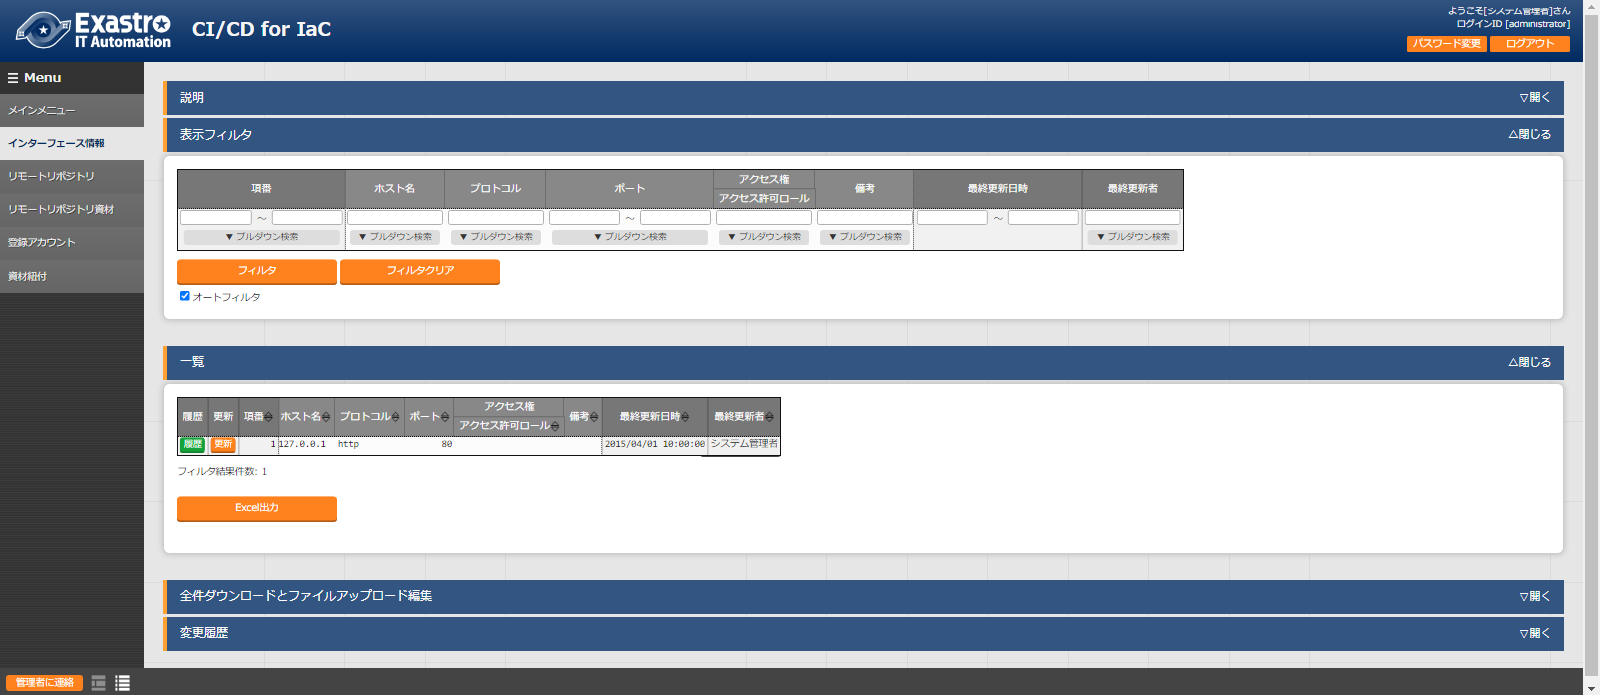 Exastro
IT Automation
CI/CD for IaC
ようこそ[システム管理者]さん
ログインID [administrator]
パスワード変更 ログアウト
Menu
メインメニュー
インターフェース情報
リモートリポジトリ
リモートリポジトリ資材
登録アカウント
資材紐付
説明 ▽開く
表示フィルタ △閉じる
項番 ホスト名 プロトコル ポート アクセス権 備考 最終更新日時 最終更新者
アクセス許可ロール
～ ～ ～
▼ プルダウン検索 ▼ プルダウン検索 ▼ プルダウン検索 ▼ プルダウン検索 ▼ プルダウン検索 ▼ プルダウン検索 ▼ プルダウン検索
フィルタ フィルタクリア
オートフィルタ
一覧 △閉じる
履歴 更新 項番 ホスト名 プロトコル ポート アクセス権 備考 最終更新日時 最終更新者
アクセス許可ロール
履歴 更新 1 127.0.0.1 http 80 2015/04/01 10:00:00 システム管理者
フィルタ結果件数: 1
Excel出力
全件ダウンロードとファイルアップロード編集 ▽開く
変更履歴 ▽開く
管理者に連絡